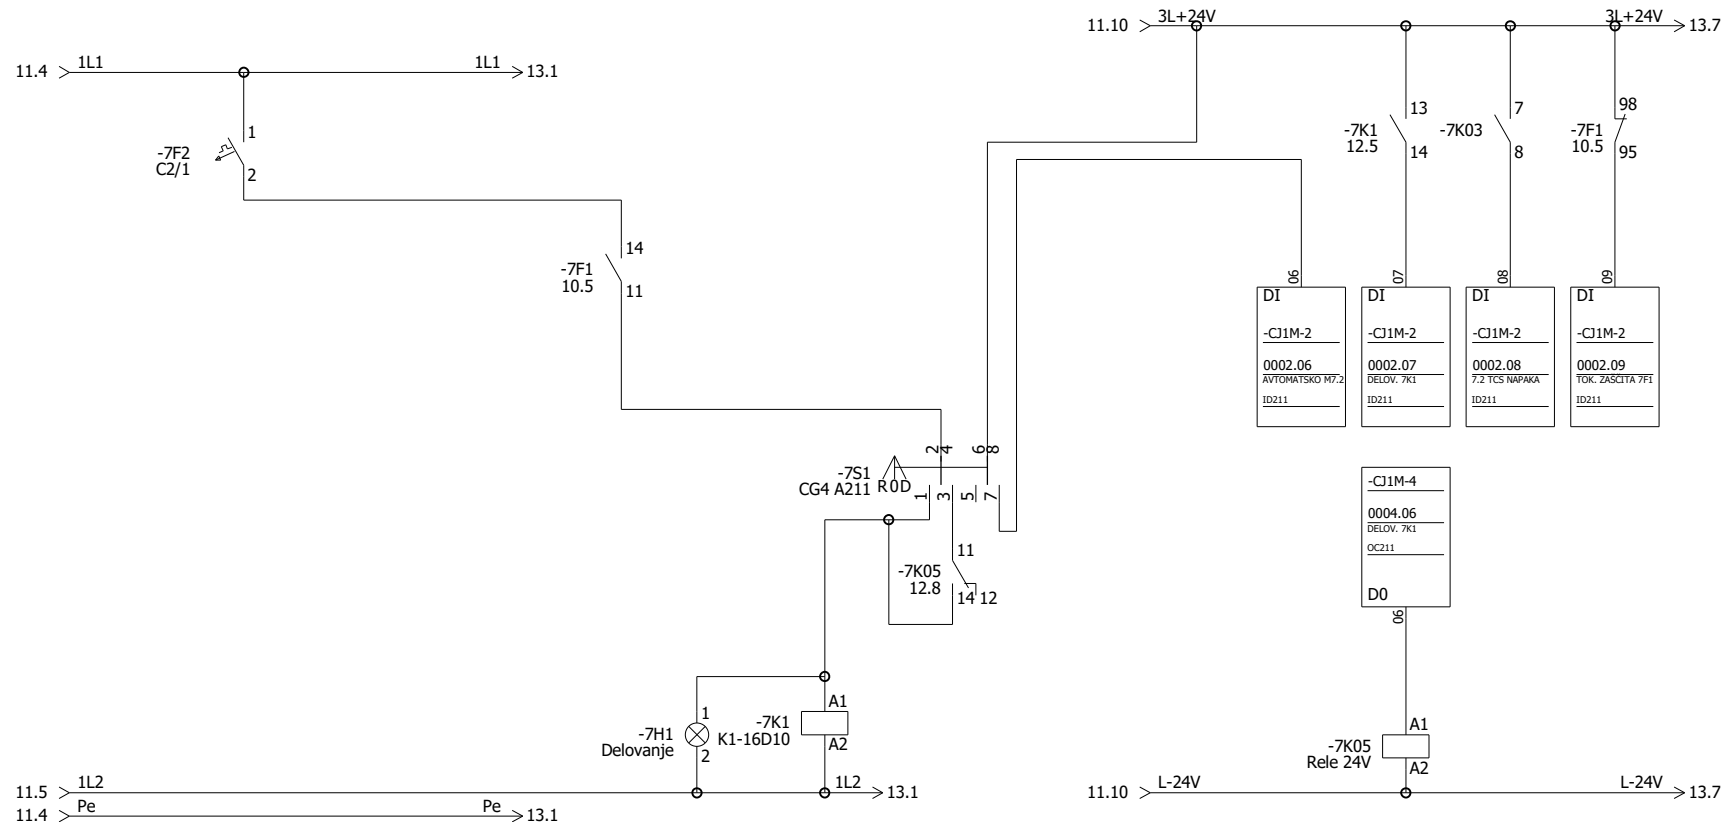 11.10
3L+24V
3L+24V
13.7
11.4
1L1
1L1
13.1
1
-7F2
C2/1
2
13
-7K1
12.5
14
7
-7K03
8
98
-7F1
10.5
95
14
-7F1
10.5
11
06
07
08
09
DI
-CJ1M-2
0002.06
AVTOMATSKO M7.2
ID211
DI
-CJ1M-2
0002.07
DELOV. 7K1
ID211
DI
-CJ1M-2
0002.08
7.2 TCS NAPAKA
ID211
DI
-CJ1M-2
0002.09
TOK. ZAŠČITA 7F1
ID211
2
4
6
8
-7S1
CG4 A211
R0D
1
3
5
7
-CJ1M-4
0004.06
DELOV. 7K1
OC211
D0
06
11
-7K05
12.8
14
12
1
-7H1
Delovanje
2
A1
-7K1
K1-16D10
A2
A1
-7K05
Rele 24V
A2
11.5
1L2
1L2
13.1
11.4
Pe
Pe
13.1
11.10
L-24V
L-24V
13.7